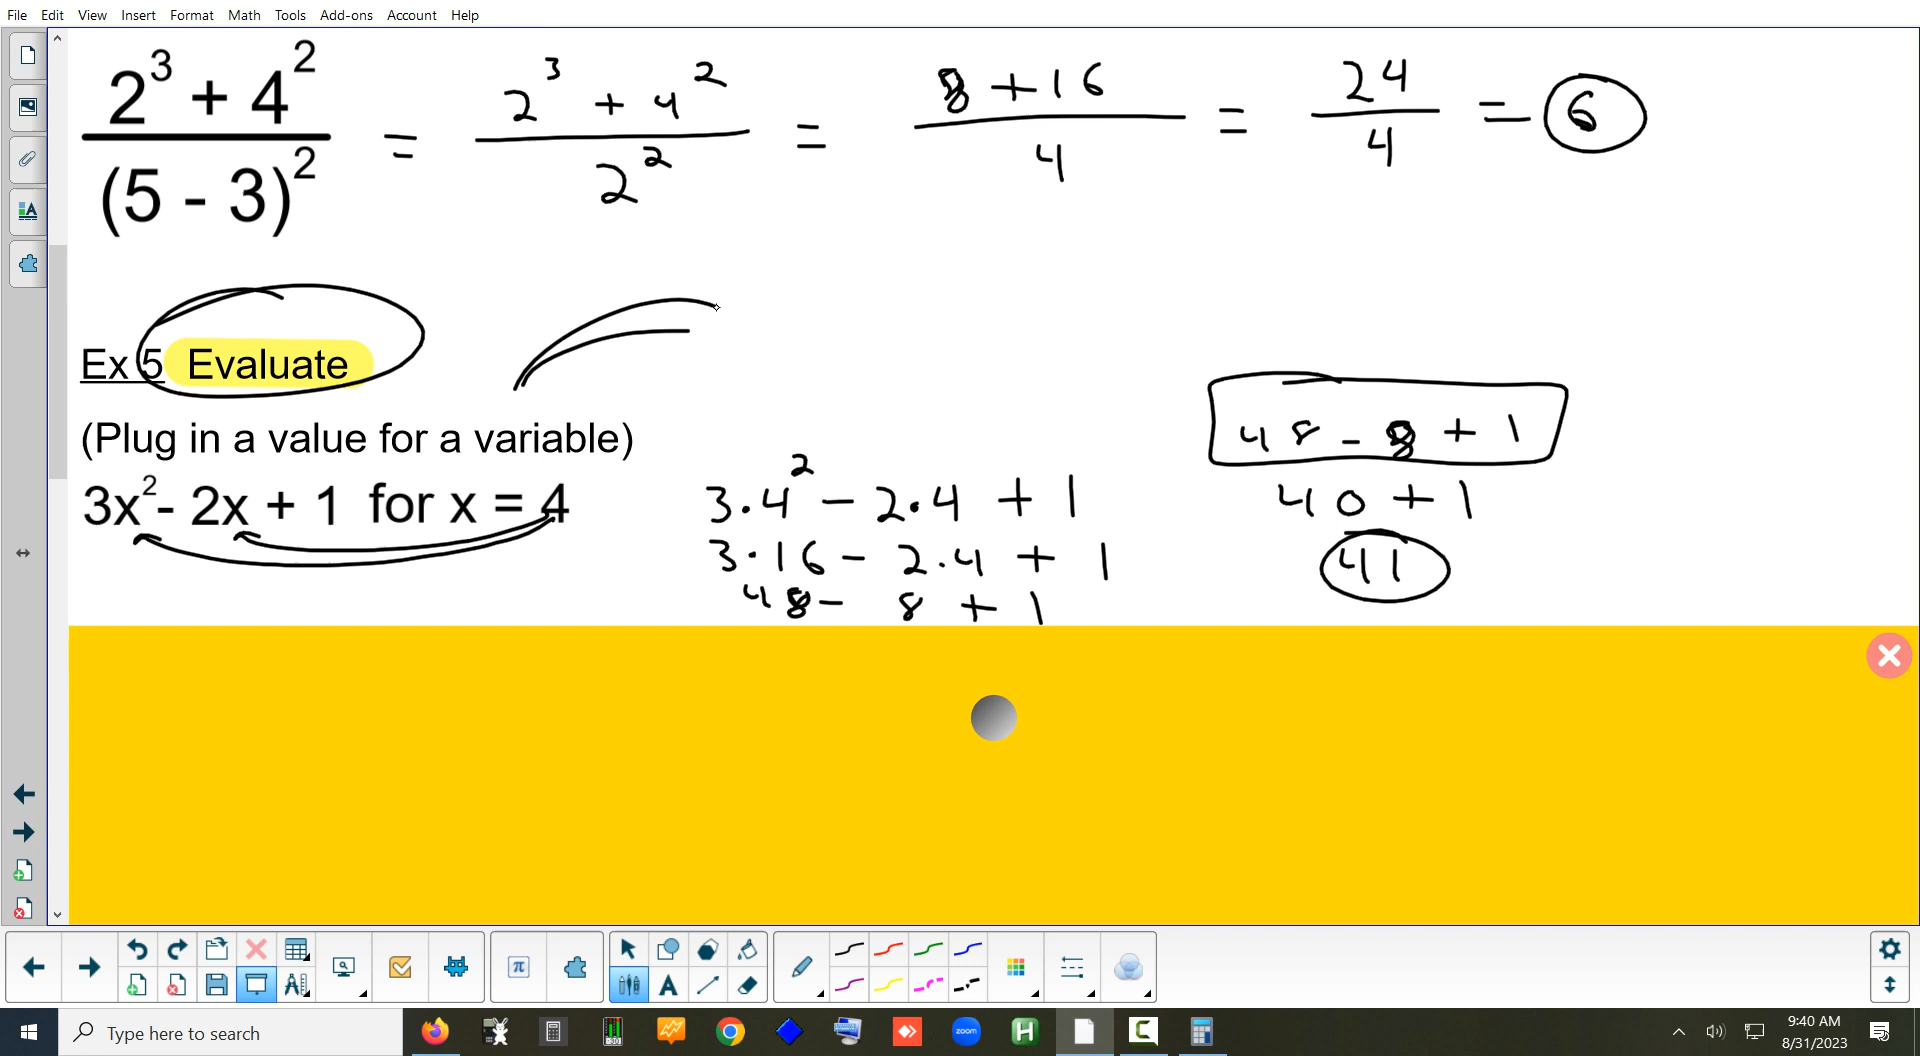 File Edit View Insert Format Math Tools Add-ons Account Help
2³ + 4² / (5 - 3)² = 2³ + 4² / 2² = 8 + 16 / 4 = 24 / 4 = 6
Ex 5 Evaluate
(Plug in a value for a variable)
3x² - 2x + 1 for x = 4
3·4² - 2·4 + 1
3·16 - 2·4 + 1
48 - 8 + 1
48 - 8 + 1
40 + 1
41
A
π
A
Type here to search
zoom
H
9:40 AM
8/31/2023